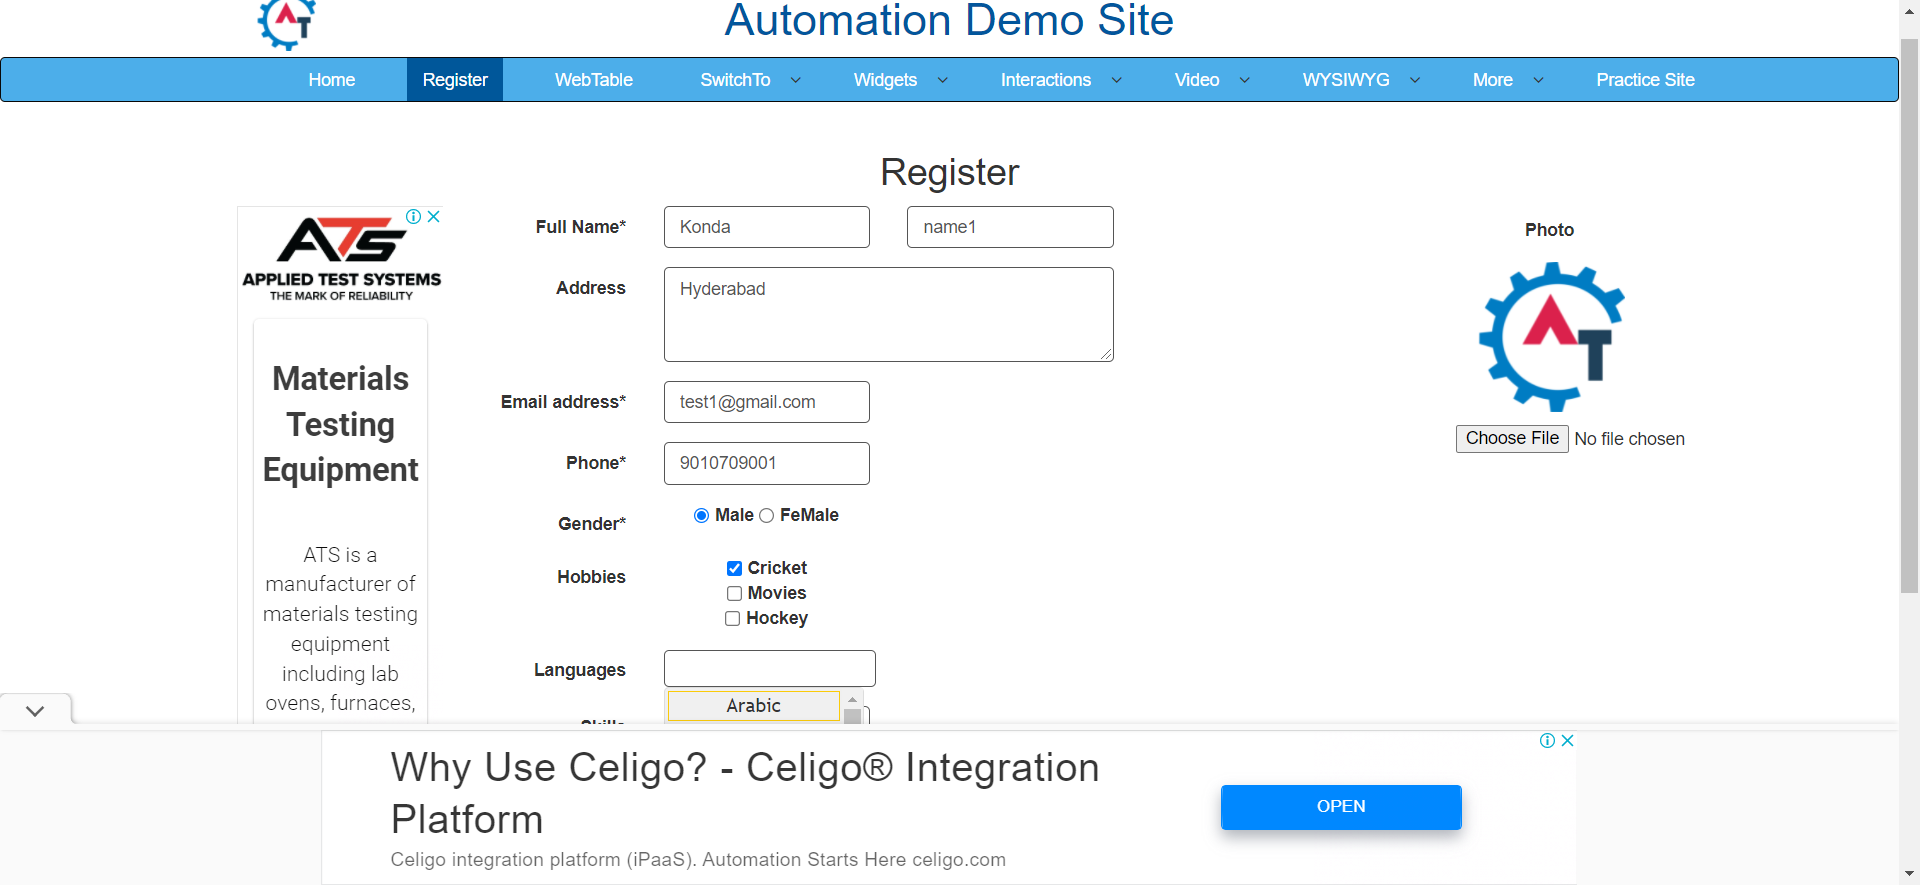 AT
Automation Demo Site
Home Register WebTable SwitchTo Widgets Interactions Video WYSIWYG More Practice Site
Register
ATS
APPLIED TEST SYSTEMS
THE MARK OF RELIABILITY
Materials
Testing
Equipment
ATS is a
manufacturer of
materials testing
equipment
including lab
ovens, furnaces,
Full Name* Konda name1
Address Hyderabad
Email address* test1@gmail.com
Phone* 9010709001
Gender* Male FeMale
Hobbies Cricket
Movies
Hockey
Languages
Arabic
Skills
Photo
AT
Choose File No file chosen
Why Use Celigo? - Celigo® Integration
Platform
Celigo integration platform (iPaaS). Automation Starts Here celigo.com
OPEN